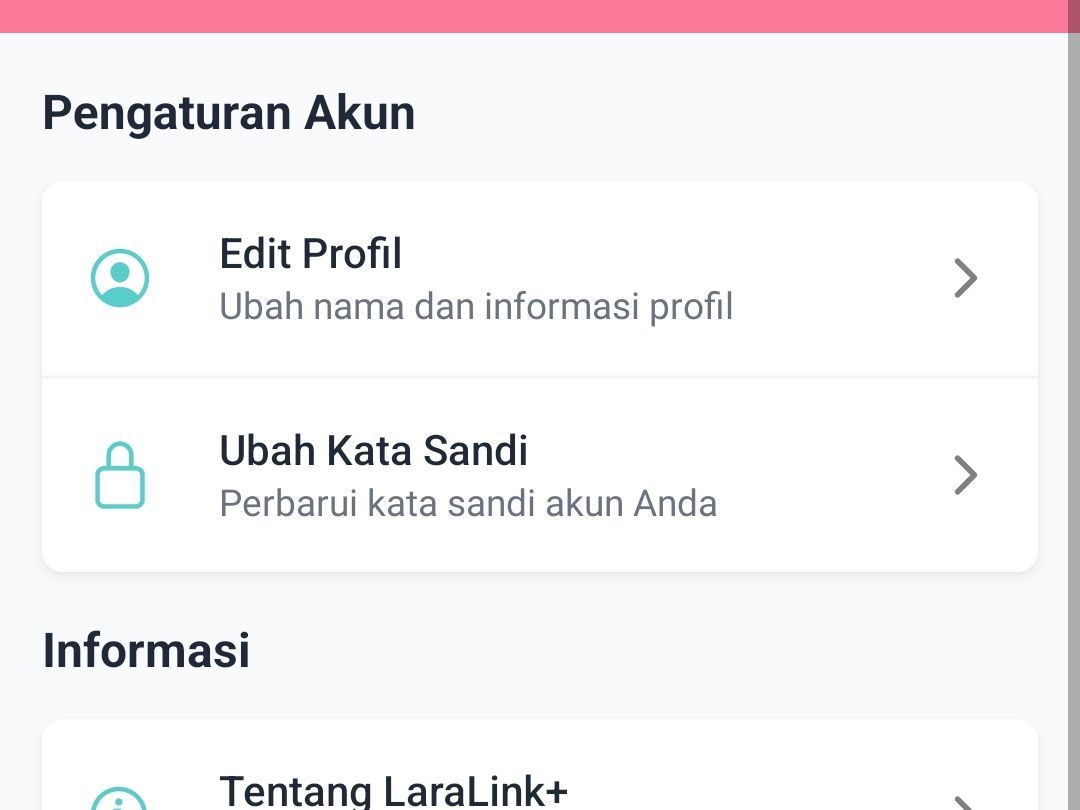 Pengaturan Akun
Edit Profil
Ubah nama dan informasi profil
Ubah Kata Sandi
Perbarui kata sandi akun Anda
Informasi
Tentang LaraLink+